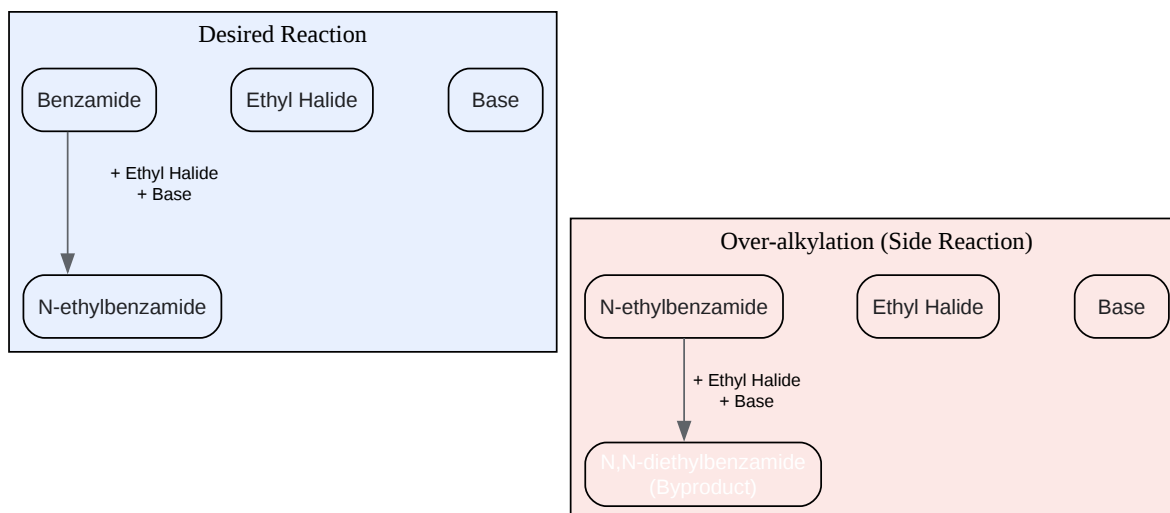 Desired Reaction
Benzamide
Ethyl Halide
Base
+ Ethyl Halide
+ Base
N-ethylbenzamide
Over-alkylation (Side Reaction)
N-ethylbenzamide
Ethyl Halide
Base
+ Ethyl Halide
+ Base
N,N-diethylbenzamide
(Byproduct)